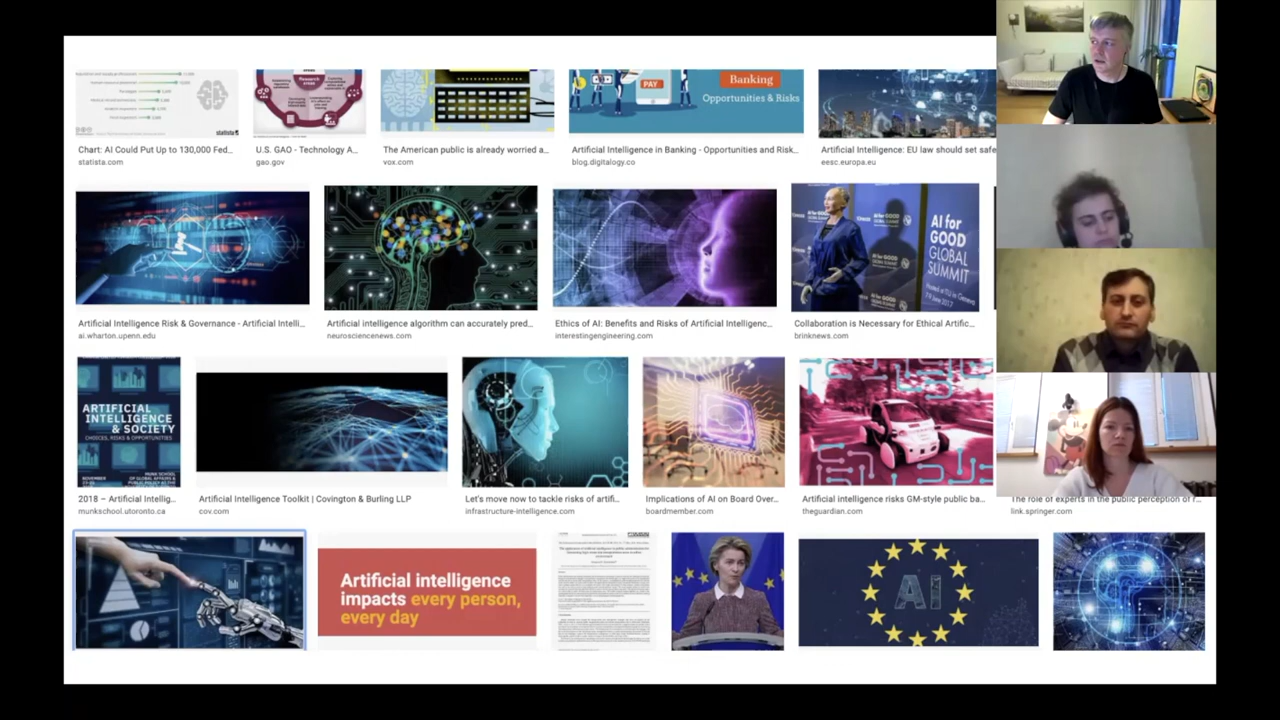 statista
Chart: AI Could Put Up to 130,000 Fed...
statista.com
Research areas
U.S. GAO - Technology A...
gao.gov
The American public is already worried a...
vox.com
PAY
Banking
Opportunities & Risks
Artificial Intelligence in Banking - Opportunities and Risk...
blog.digitalogy.co
Artificial Intelligence: EU law should set safe
eesc.europa.eu
Artificial Intelligence Risk & Governance - Artificial Intelli...
ai.wharton.upenn.edu
Artificial intelligence algorithm can accurately pred...
neurosciencenews.com
Ethics of AI: Benefits and Risks of Artificial Intelligenc...
interestingengineering.com
AI for
GOOD
GLOBAL
SUMMIT
Collaboration is Necessary for Ethical Artific...
brinknews.com
ARTIFICIAL
INTELLIGENCE
& SOCIETY
CHOICES, RISKS & OPPORTUNITIES
2018 – Artificial Intellig...
munkschool.utoronto.ca
Artificial Intelligence Toolkit | Covington & Burling LLP
cov.com
Let's move now to tackle risks of artifi...
infrastructure-intelligence.com
Implications of AI on Board Over...
boardmember.com
Artificial intelligence risks GM-style public ba...
theguardian.com
The role of experts in the public perception of r...
link.springer.com
Artificial intelligence
impacts every person,
every day
AI